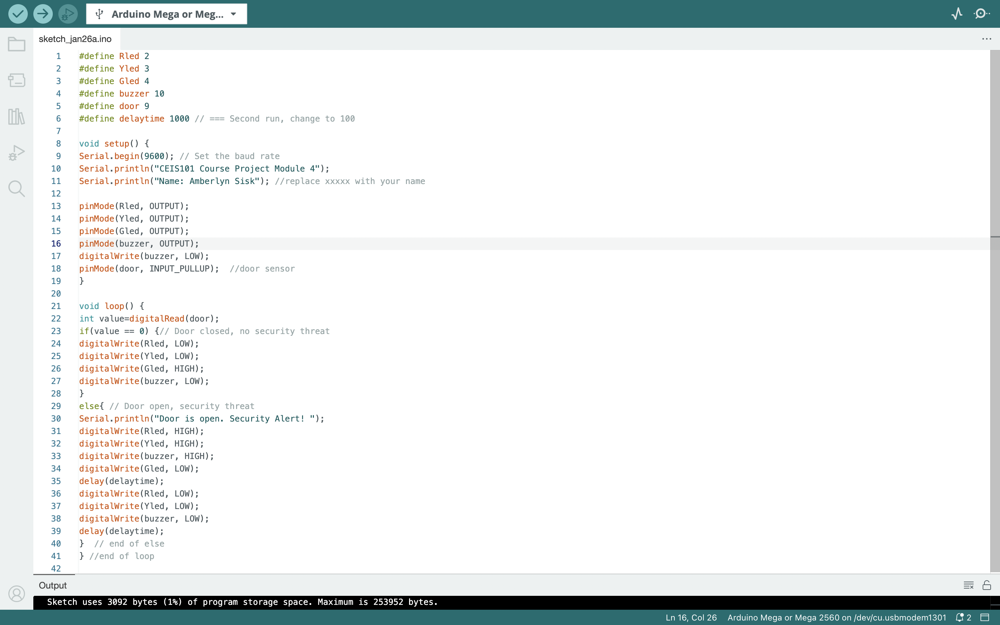 Arduino Mega or Meg...
sketch_jan26a.ino
1 #define Rled 2
2 #define Yled 3
3 #define Gled 4
4 #define buzzer 10
5 #define door 9
6 #define delaytime 1000 // === Second run, change to 100
7
8 void setup() {
9 Serial.begin(9600); // Set the baud rate
10 Serial.println("CEIS101 Course Project Module 4");
11 Serial.println("Name: Amberlyn Sisk"); //replace xxxxx with your name
12
13 pinMode(Rled, OUTPUT);
14 pinMode(Yled, OUTPUT);
15 pinMode(Gled, OUTPUT);
16 pinMode(buzzer, OUTPUT);
17 digitalWrite(buzzer, LOW);
18 pinMode(door, INPUT_PULLUP);  //door sensor
19 }
20
21 void loop() {
22 int value=digitalRead(door);
23 if(value == 0) {// Door closed, no security threat
24 digitalWrite(Rled, LOW);
25 digitalWrite(Yled, LOW);
26 digitalWrite(Gled, HIGH);
27 digitalWrite(buzzer, LOW);
28 }
29 else{ // Door open, security threat
30 Serial.println("Door is open. Security Alert! ");
31 digitalWrite(Rled, HIGH);
32 digitalWrite(Yled, HIGH);
33 digitalWrite(buzzer, HIGH);
34 digitalWrite(Gled, LOW);
35 delay(delaytime);
36 digitalWrite(Rled, LOW);
37 digitalWrite(Yled, LOW);
38 digitalWrite(buzzer, LOW);
39 delay(delaytime);
40 }  // end of else
41 } //end of loop
42
Output
Sketch uses 3092 bytes (1%) of program storage space. Maximum is 253952 bytes.
Ln 16, Col 26 Arduino Mega or Mega 2560 on /dev/cu.usbmodem1301 2